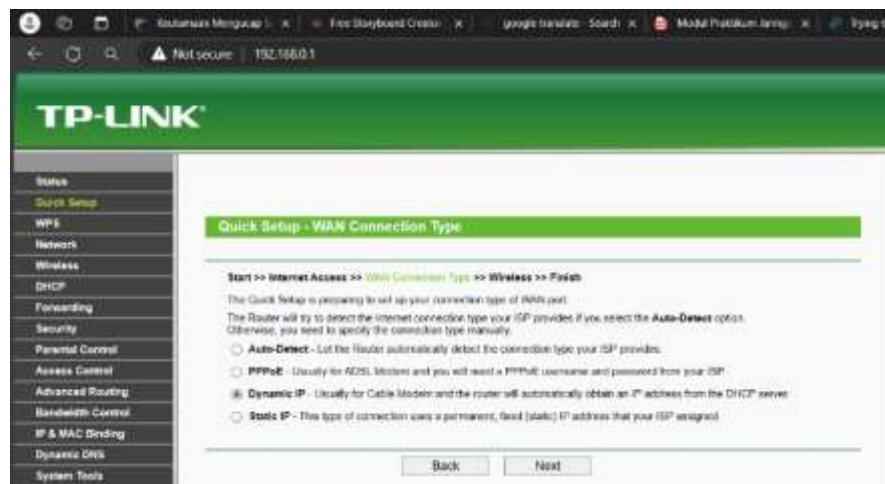 Free Storyboard Creator
google translate - Search
Modul Praktikum Jaring
Trying
Not secure
192.168.0.1
TP-LINK
Status
Quick Setup
WPS
Network
Wireless
DHCP
Forwarding
Security
Parental Control
Access Control
Advanced Routing
Bandwidth Control
IP & MAC Binding
Dynamic DNS
System Tools
Quick Setup - WAN Connection Type
Start >> Internet Access >> WAN Connection Type >> Wireless >> Finish
The Quick Setup is preparing to set up your connection type of WAN port.
The Router will try to detect the Internet connection type your ISP provides if you select the Auto-Detect option.
Otherwise, you need to specify the connection type manually.
Auto-Detect - Let the Router automatically detect the connection type your ISP provides.
PPPoE - Usually for ADSL Modem and you will need a PPPoE username and password from your ISP.
Dynamic IP - Usually for Cable Modem and the router will automatically obtain an IP address from the DHCP server.
Static IP - This type of connection uses a permanent, fixed (static) IP address that your ISP assigned.
Back
Next